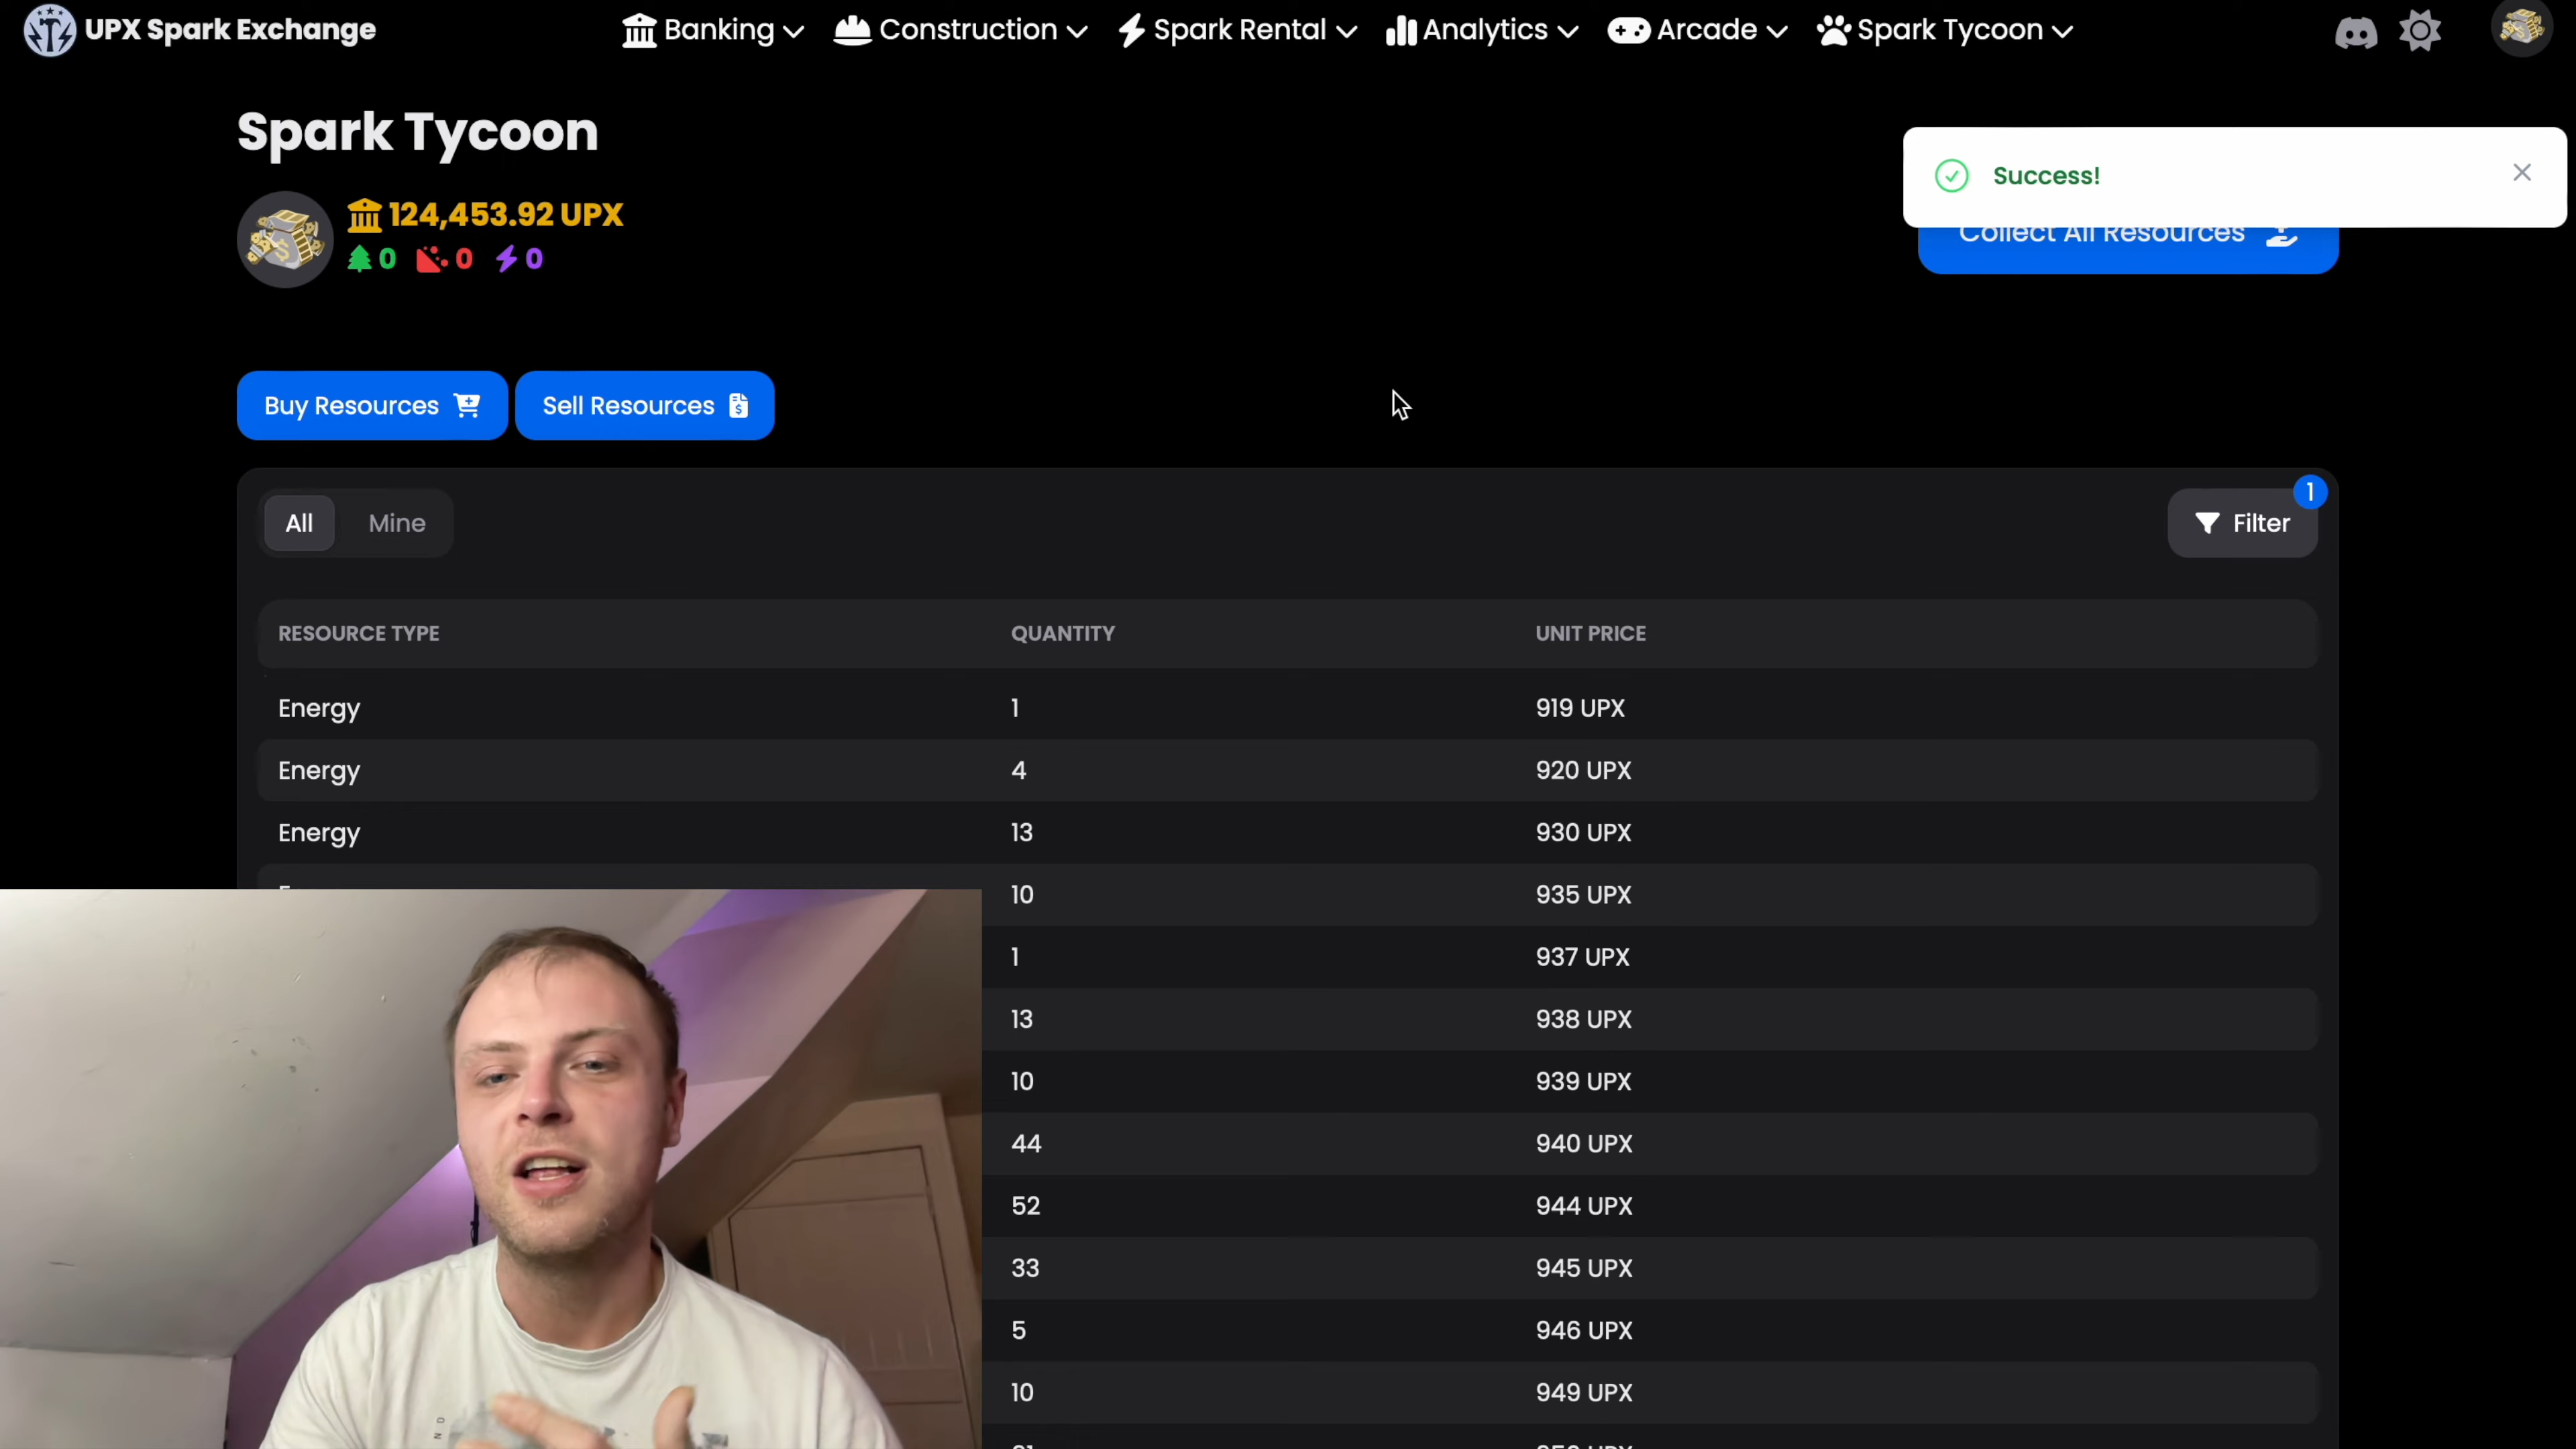 UPX Spark Exchange
Banking
Construction
Spark Rental
Analytics
Arcade
Spark Tycoon
Spark Tycoon
124,453.92 UPX
0 0 0
Success!
Collect All Resources
Buy Resources
Sell Resources
All Mine
1
Filter
RESOURCE TYPE QUANTITY UNIT PRICE
Energy 1 919 UPX
Energy 4 920 UPX
Energy 13 930 UPX
10 935 UPX
1 937 UPX
13 938 UPX
10 939 UPX
44 940 UPX
52 944 UPX
33 945 UPX
5 946 UPX
10 949 UPX